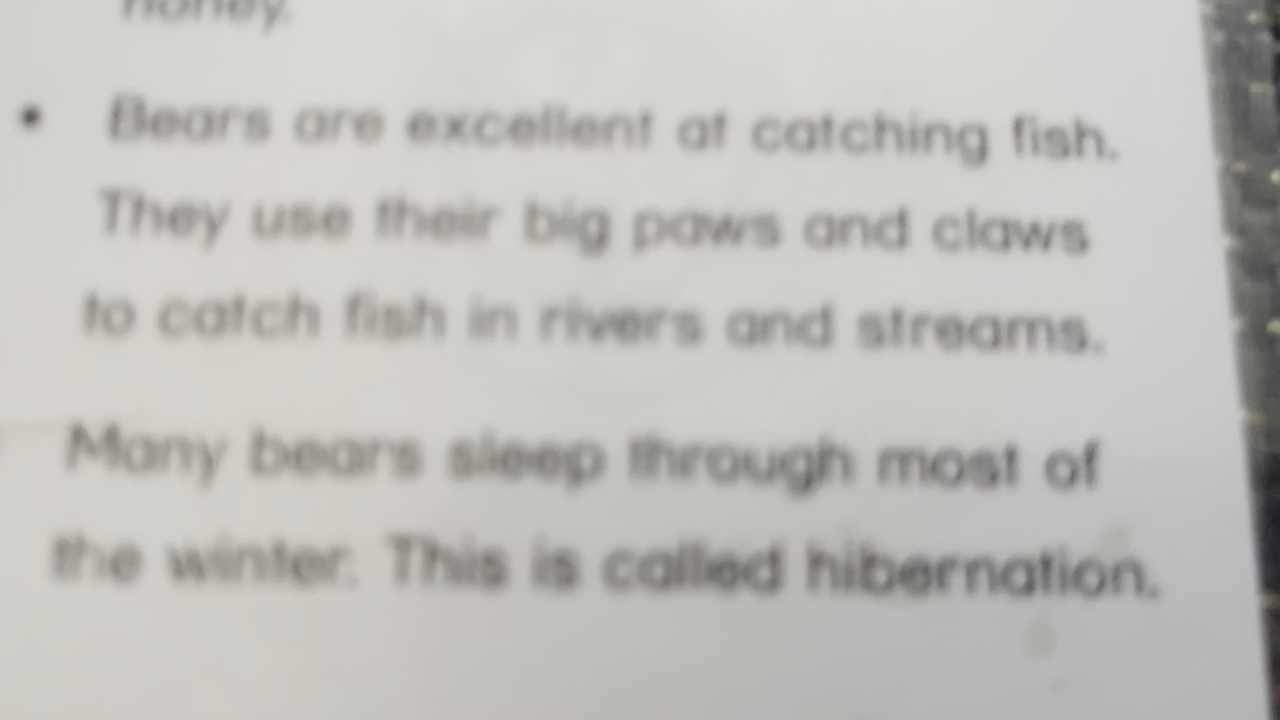 honey.
• Bears are excellent at catching fish.
They use their big paws and claws
to catch fish in rivers and streams.
Many bears sleep through most of
the winter. This is called hibernation.